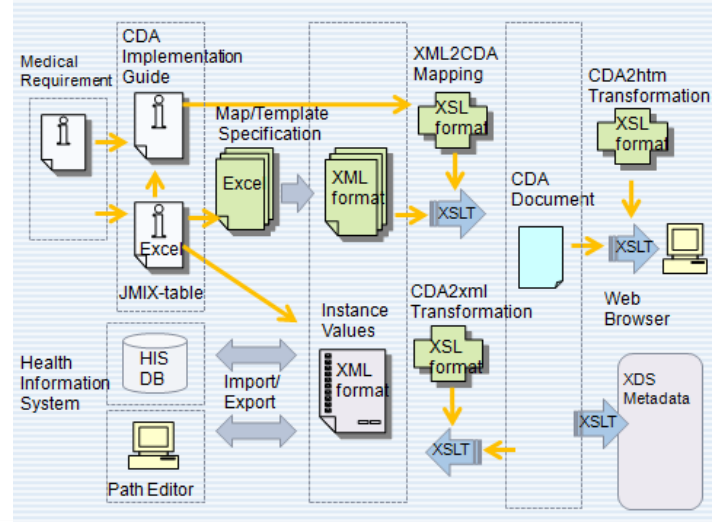 CDA
Implementation
Guide
Medical
Requirement
XML2CDA
Mapping
CDA2htm
Transformation
i
i
Map/Template
Specification
XSL
format
XSL
format
Excel
XML
format
CDA
Document
XSLT
XSLT
i
Excel
JMIX-table
Instance
Values
CDA2xml
Transformation
Web
Browser
Health
Information
System
HIS
DB
Import/
Export
XML
format
XSL
format
XDS
Metadata
XSLT
XSLT
Path Editor